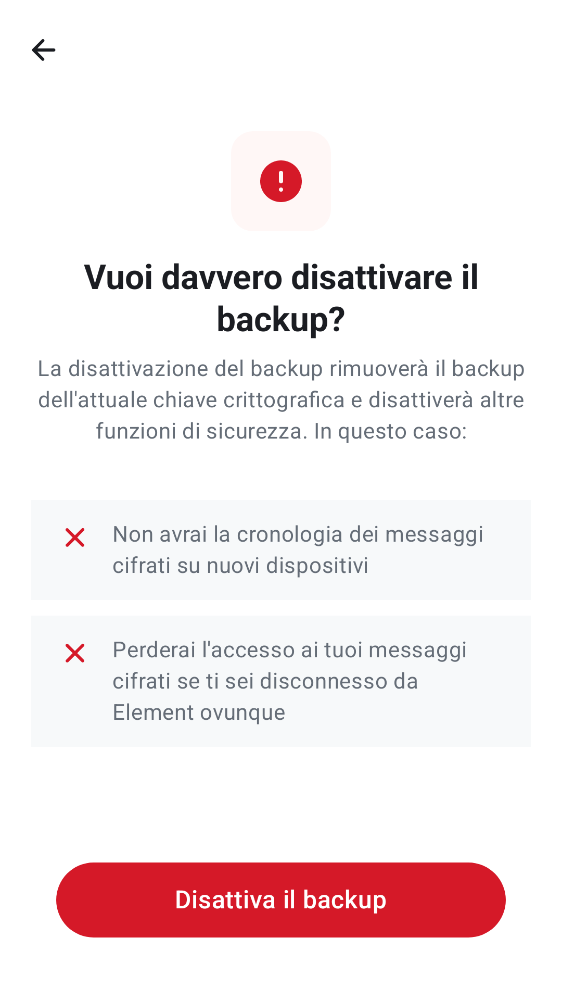 Vuoi davvero disattivare il
backup?
La disattivazione del backup rimuoverà il backup
dell'attuale chiave crittografica e disattiverà altre
funzioni di sicurezza. In questo caso:
Non avrai la cronologia dei messaggi
cifrati su nuovi dispositivi
Perderai l'accesso ai tuoi messaggi
cifrati se ti sei disconnesso da
Element ovunque
Disattiva il backup